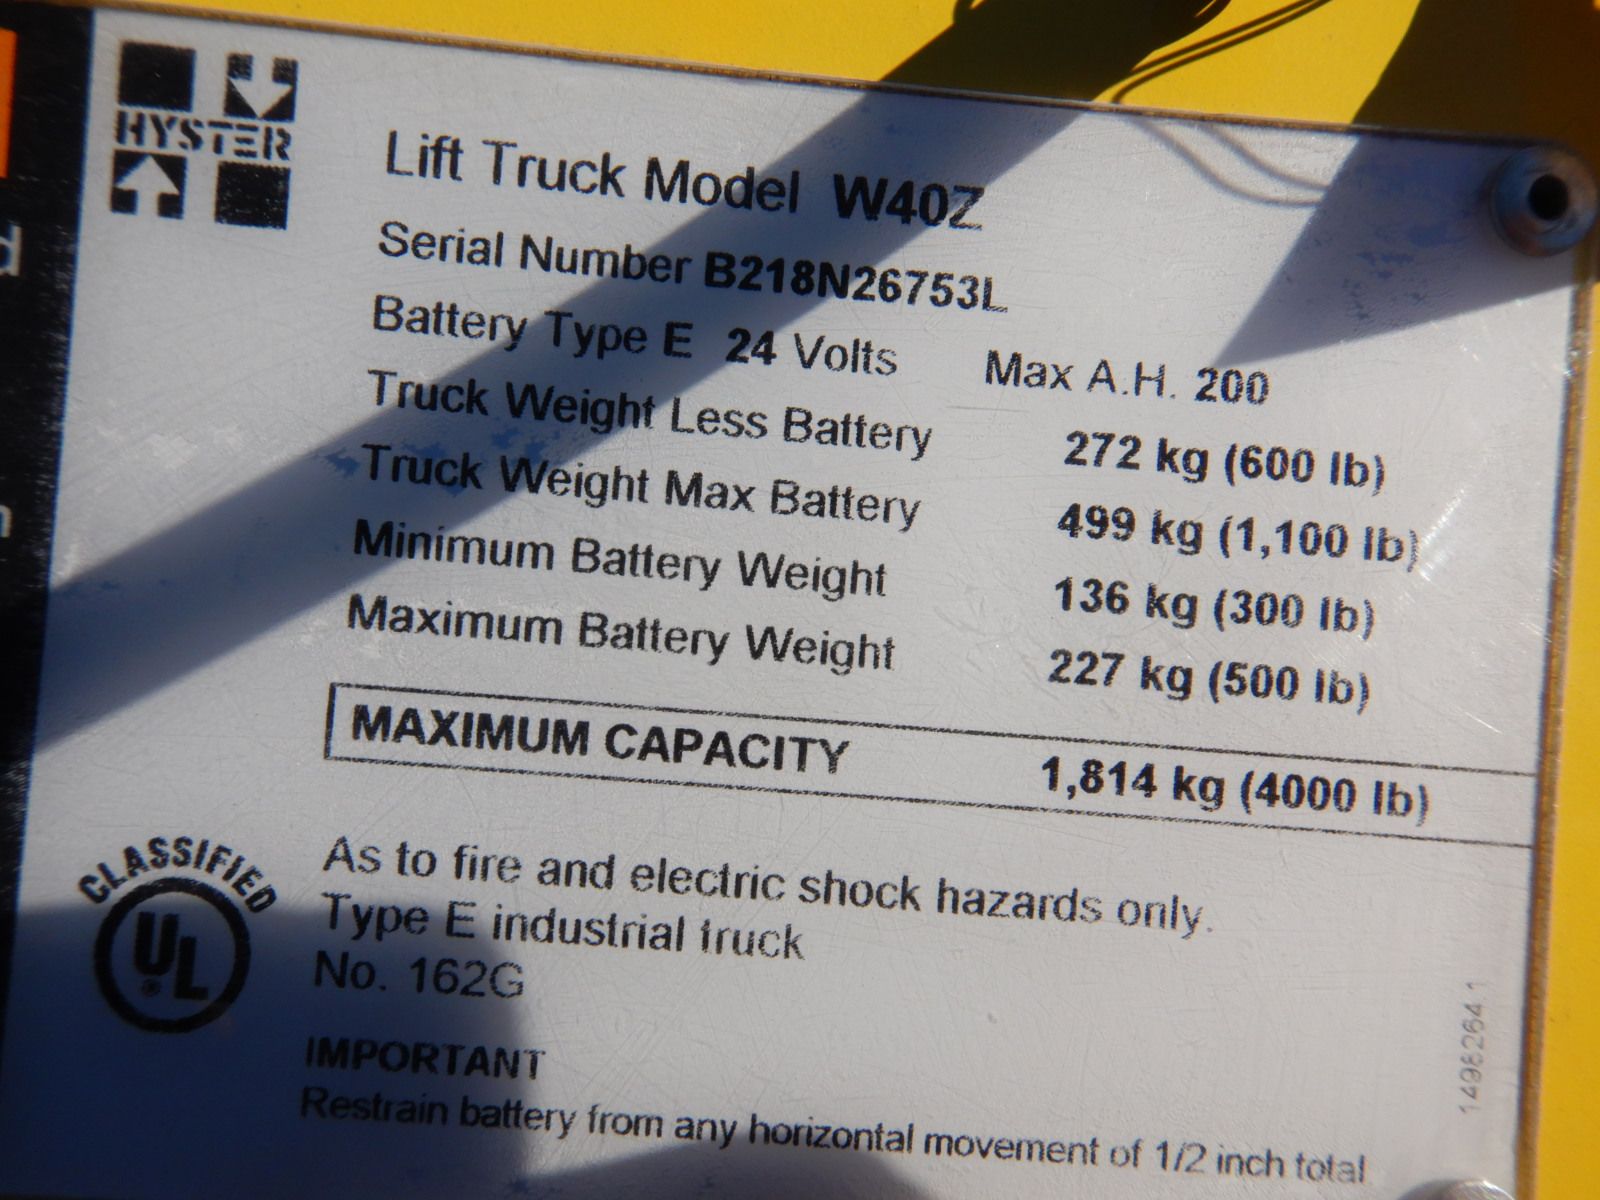 HYSTER
Lift Truck Model W40Z
Serial Number B218N26753L
Battery Type E 24 Volts Max A.H. 200
Truck Weight Less Battery 272 kg (600 lb)
Truck Weight Max Battery 499 kg (1,100 lb)
Minimum Battery Weight 136 kg (300 lb)
Maximum Battery Weight 227 kg (500 lb)
MAXIMUM CAPACITY 1,814 kg (4000 lb)
CLASSIFIED
UL ®
As to fire and electric shock hazards only.
Type E industrial truck
No. 162G
IMPORTANT
Restrain battery from any horizontal movement of 1/2 inch total
1498264 1